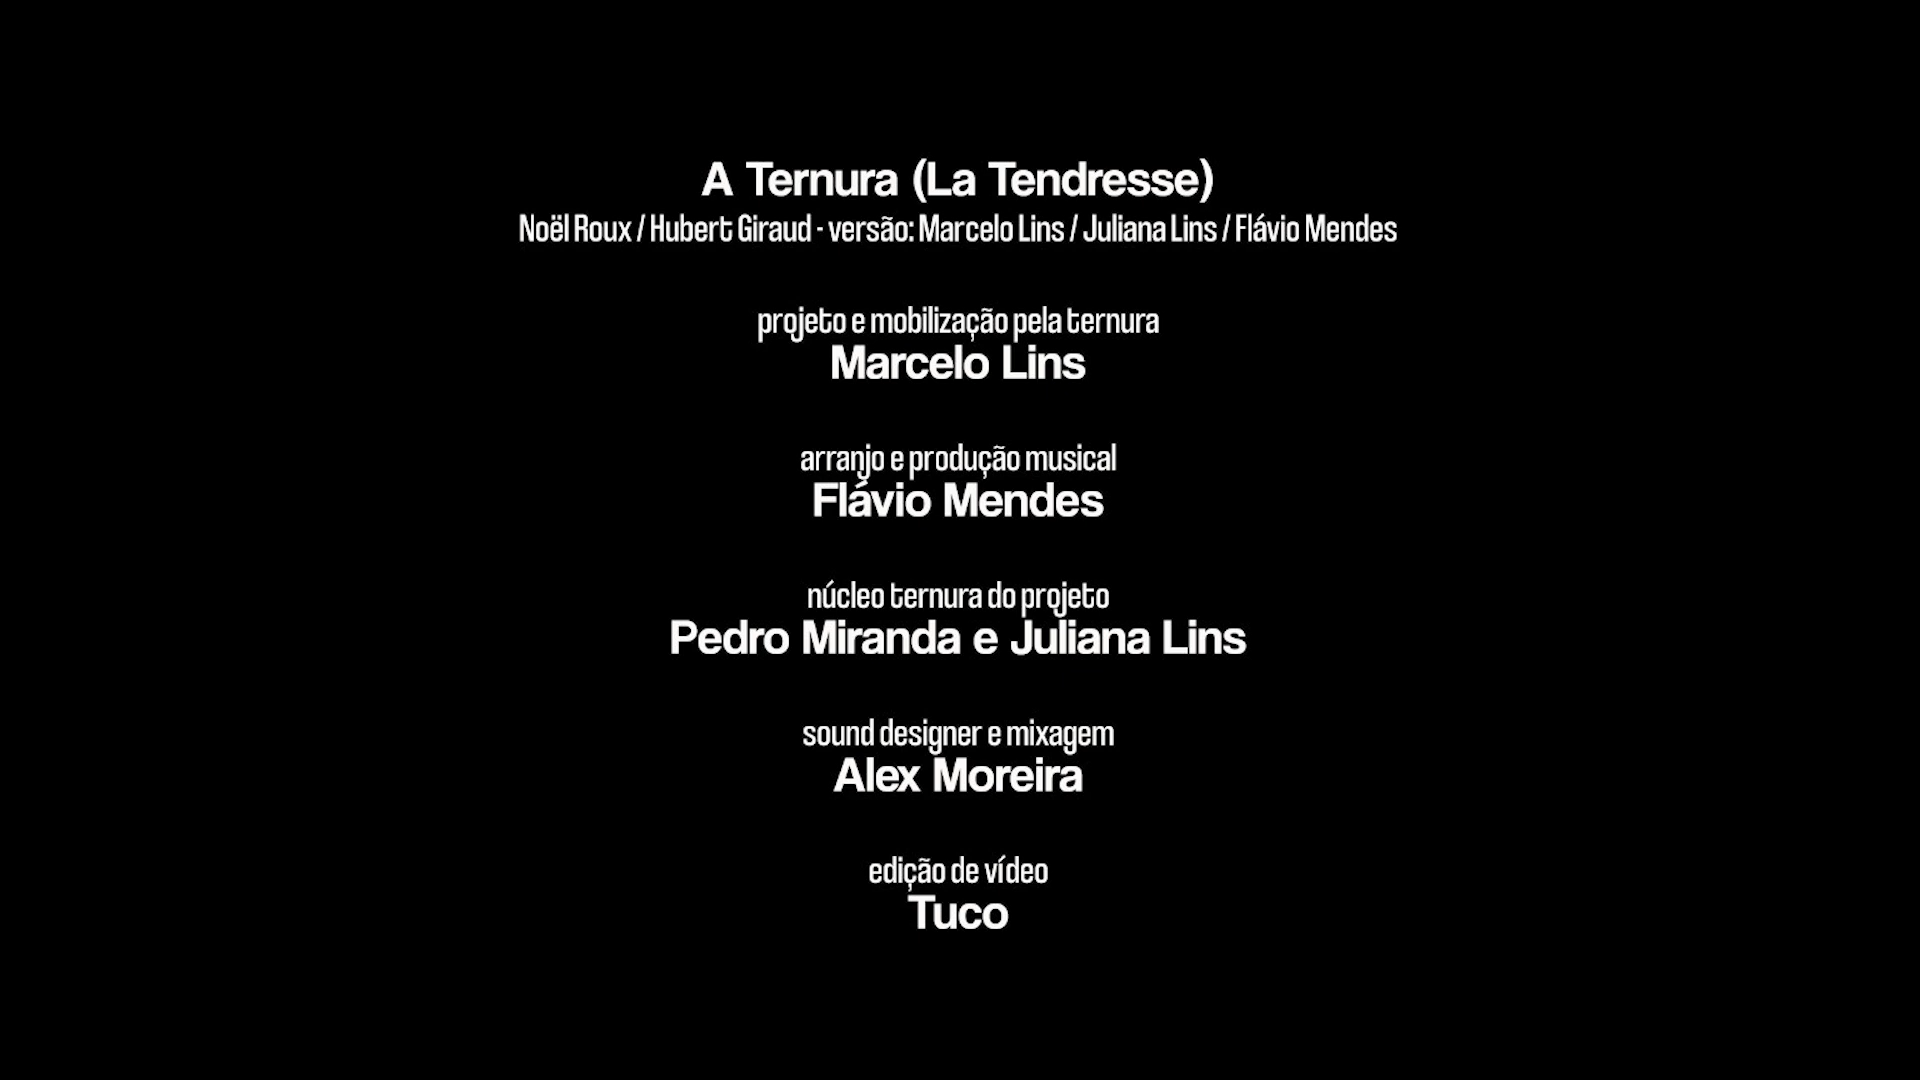 A Ternura (La Tendresse)
Noël Roux / Hubert Giraud - versão: Marcelo Lins / Juliana Lins / Flávio Mendes
projeto e mobilização pela ternura
Marcelo Lins
arranjo e produção musical
Flávio Mendes
núcleo ternura do projeto
Pedro Miranda e Juliana Lins
sound designer e mixagem
Alex Moreira
edição de vídeo
Tuco